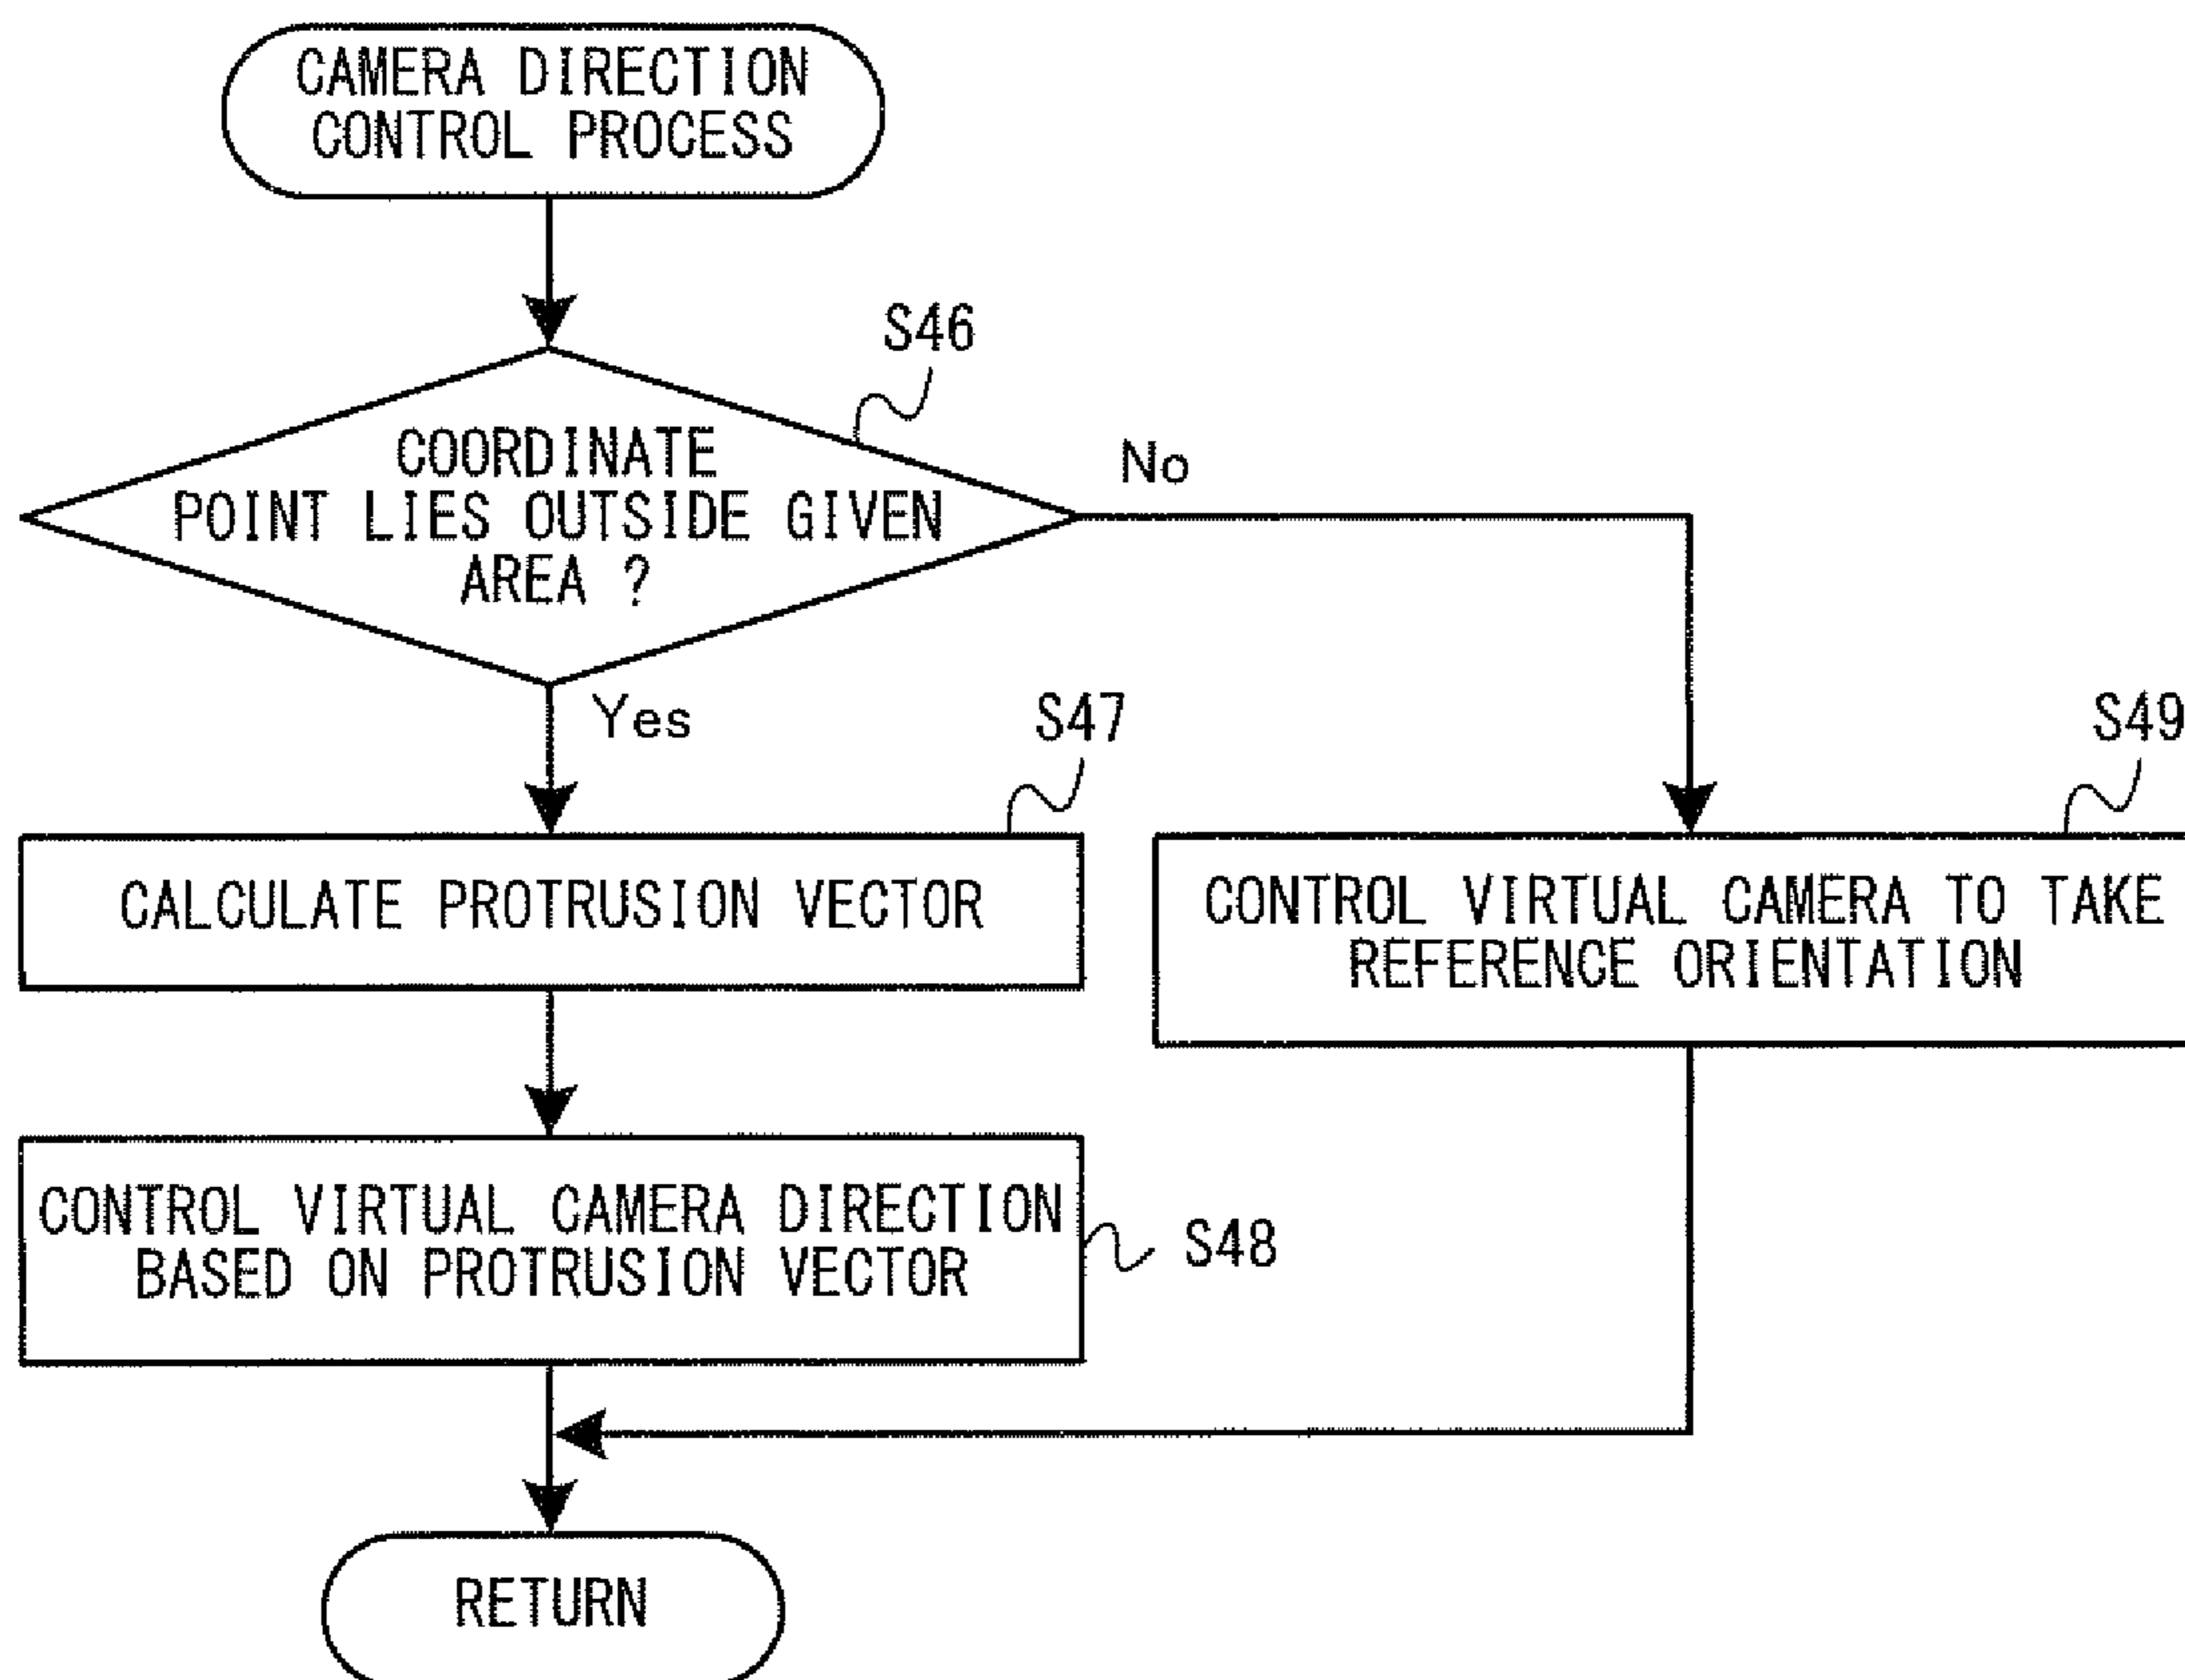 CAMERA DIRECTION
CONTROL PROCESS
S46
COORDINATE
POINT LIES OUTSIDE GIVEN
AREA ?
No
Yes
S47
S49
CALCULATE PROTRUSION VECTOR
CONTROL VIRTUAL CAMERA TO TAKE
REFERENCE ORIENTATION
CONTROL VIRTUAL CAMERA DIRECTION
BASED ON PROTRUSION VECTOR
S48
RETURN